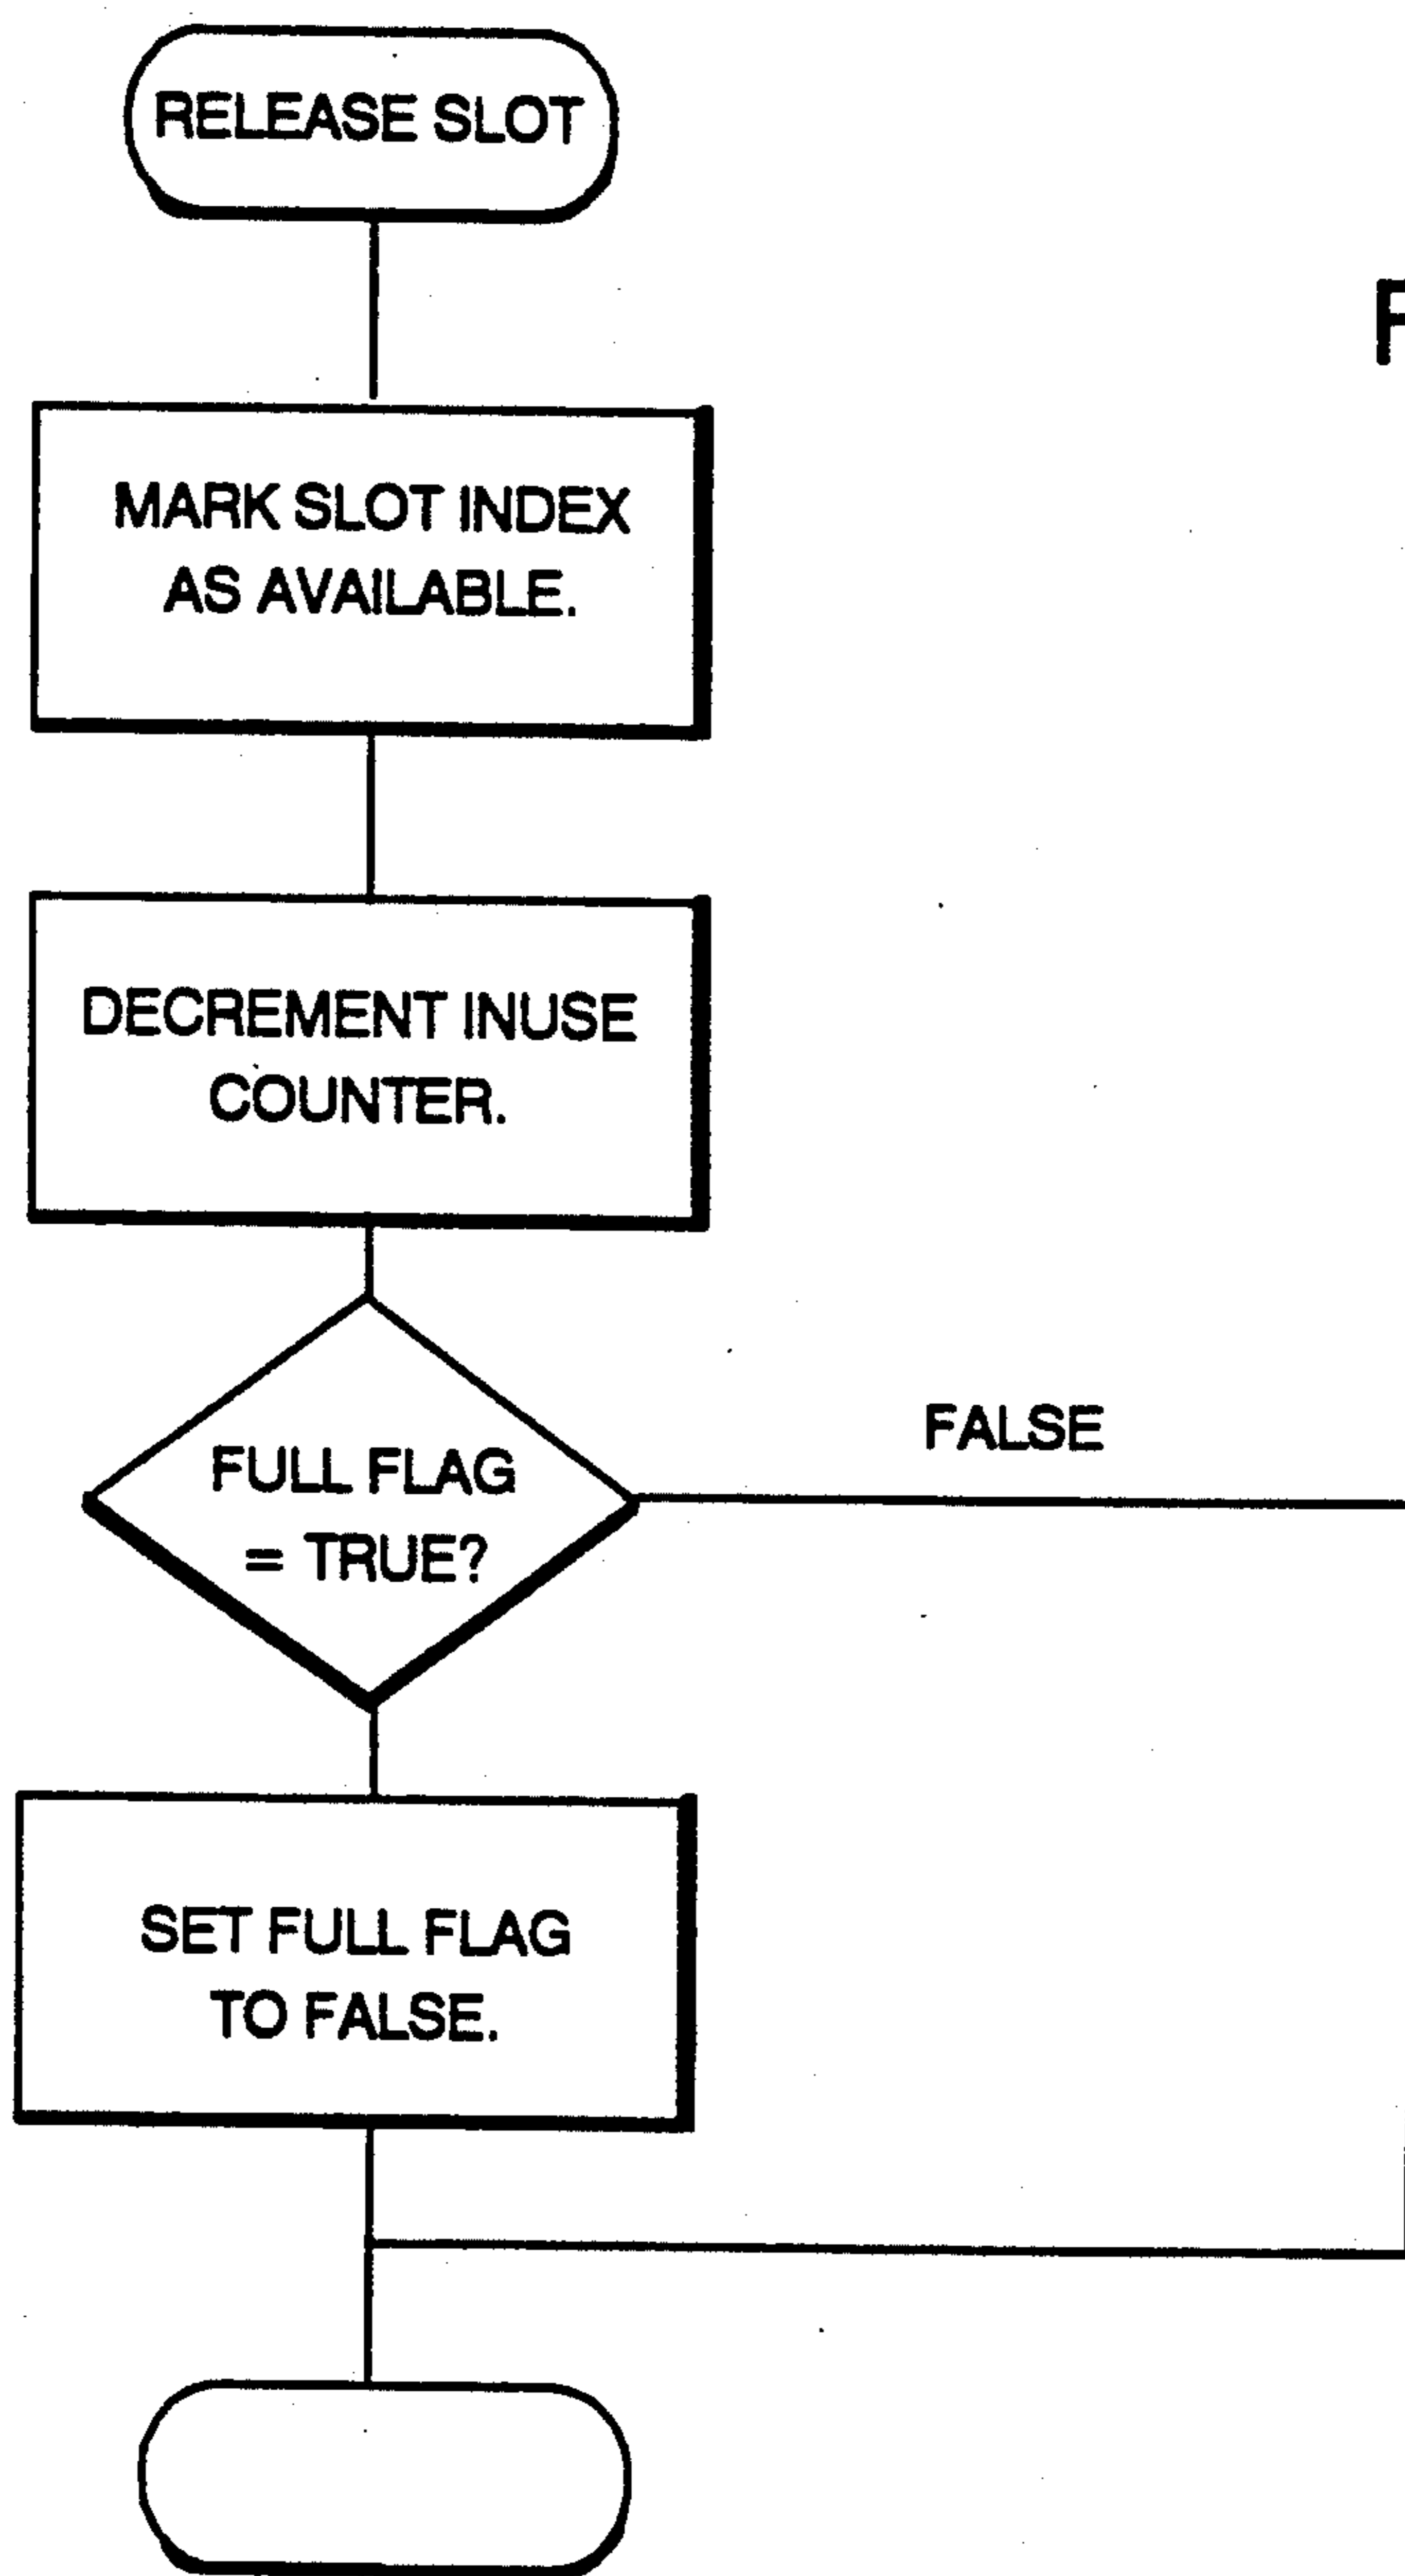 RELEASE SLOT
MARK SLOT INDEX
AS AVAILABLE.
DECREMENT INUSE
COUNTER.
FULL FLAG
= TRUE?
FALSE
SET FULL FLAG
TO FALSE.